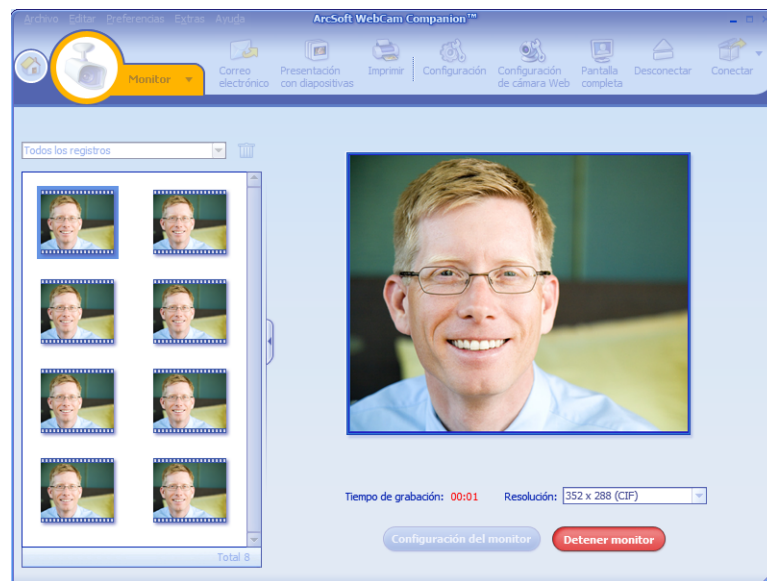 Archivo Editar Preferencias Extras Ayuda
ArcSoft WebCam Companion™
Monitor
Correo electrónico
Presentación con diapositivas
Imprimir
Configuración
Configuración de cámara Web
Pantalla completa
Desconectar
Conectar
Todos los registros
Total 8
Tiempo de grabación: 00:01
Resolución: 352 x 288 (CIF)
Configuración del monitor
Detener monitor